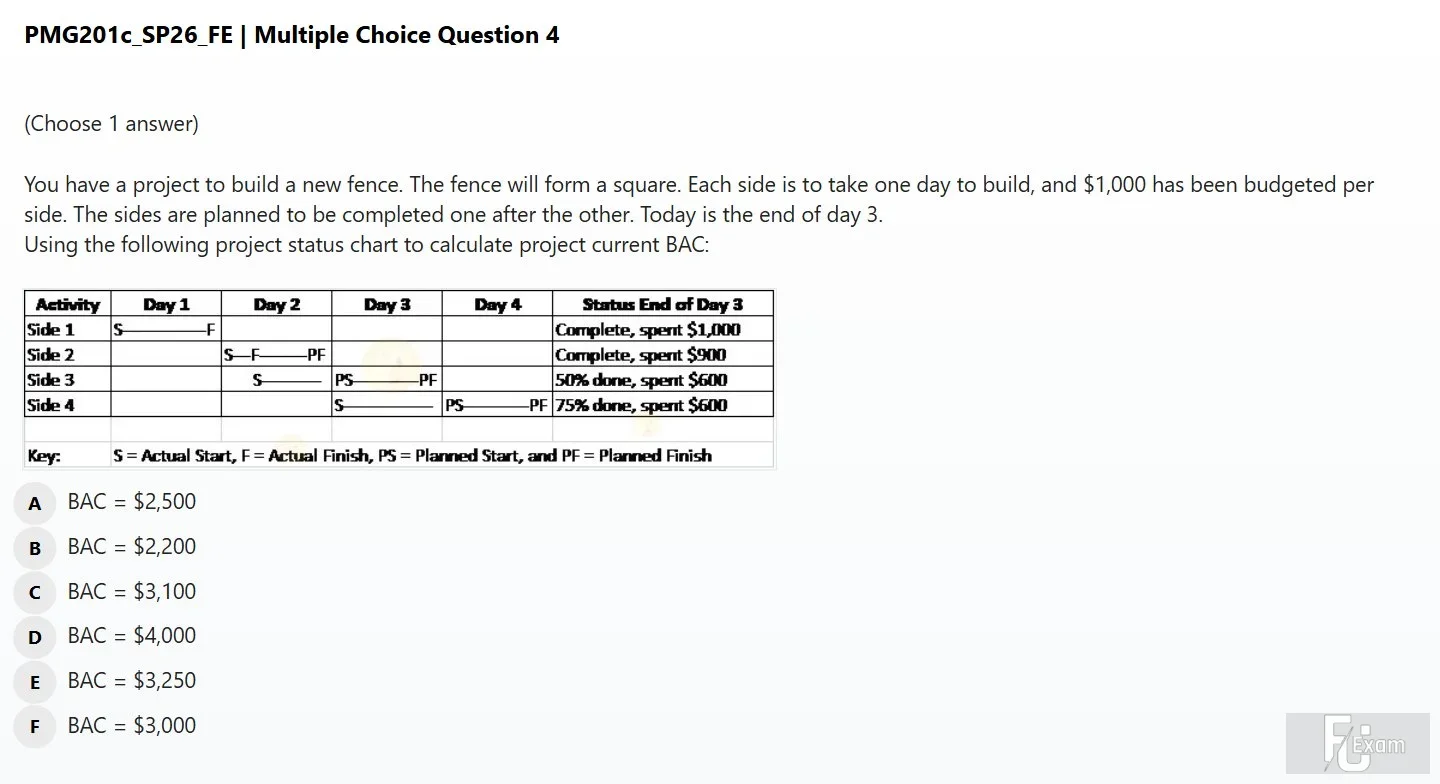 PMG201c_SP26_FE | Multiple Choice Question 4
(Choose 1 answer)
You have a project to build a new fence. The fence will form a square. Each side is to take one day to build, and $1,000 has been budgeted per
side. The sides are planned to be completed one after the other. Today is the end of day 3.
Using the following project status chart to calculate project current BAC:
Activity Day 1 Day 2 Day 3 Day 4 Status End of Day 3
Side 1 S F Complete, spent $1,000
Side 2 S F PF Complete, spent $900
Side 3 S PS PF 50% done, spent $600
Side 4 S PS PF 75% done, spent $600
Key: S = Actual Start, F = Actual Finish, PS = Planned Start, and PF = Planned Finish
A BAC = $2,500
B BAC = $2,200
C BAC = $3,100
D BAC = $4,000
E BAC = $3,250
F BAC = $3,000
Exam